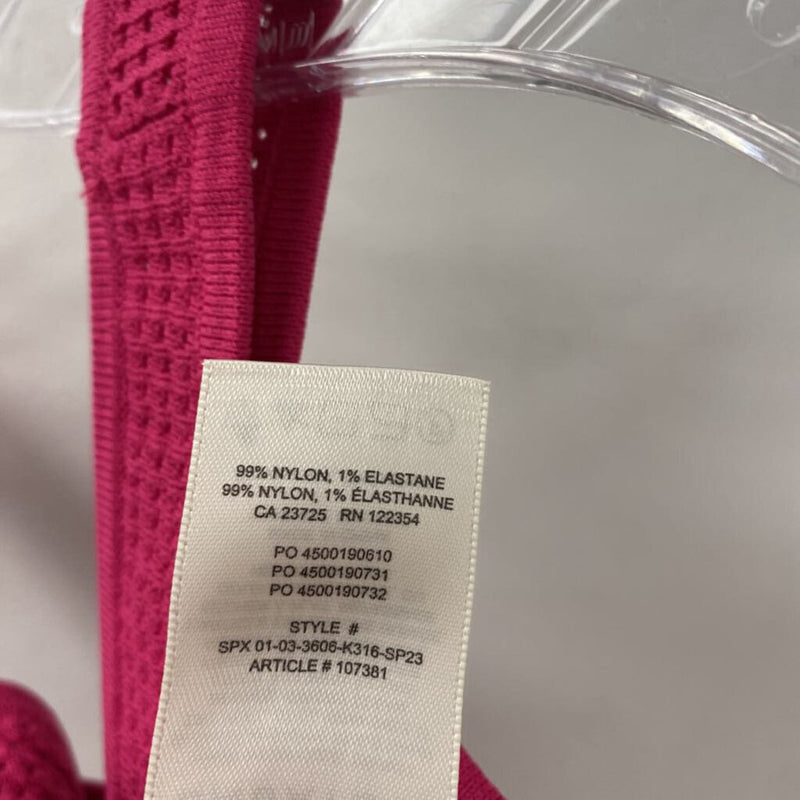 99% NYLON, 1% ELASTANE
99% NYLON, 1% ÉLASTHANNE
CA 23725 RN 122354
PO 4500190610
PO 4500190731
PO 4500190732
STYLE #
SPX 01-03-3606-K316-SP23
ARTICLE # 107381